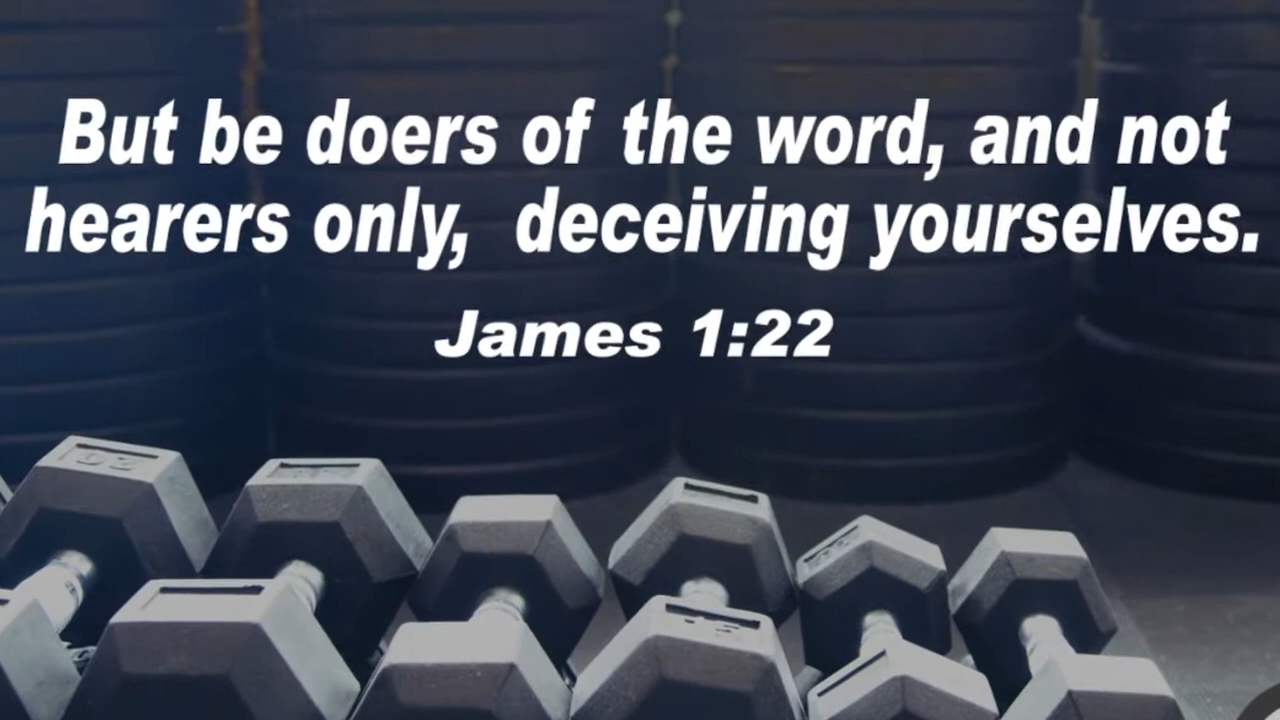 But be doers of the word, and not
hearers only, deceiving yourselves.
James 1:22